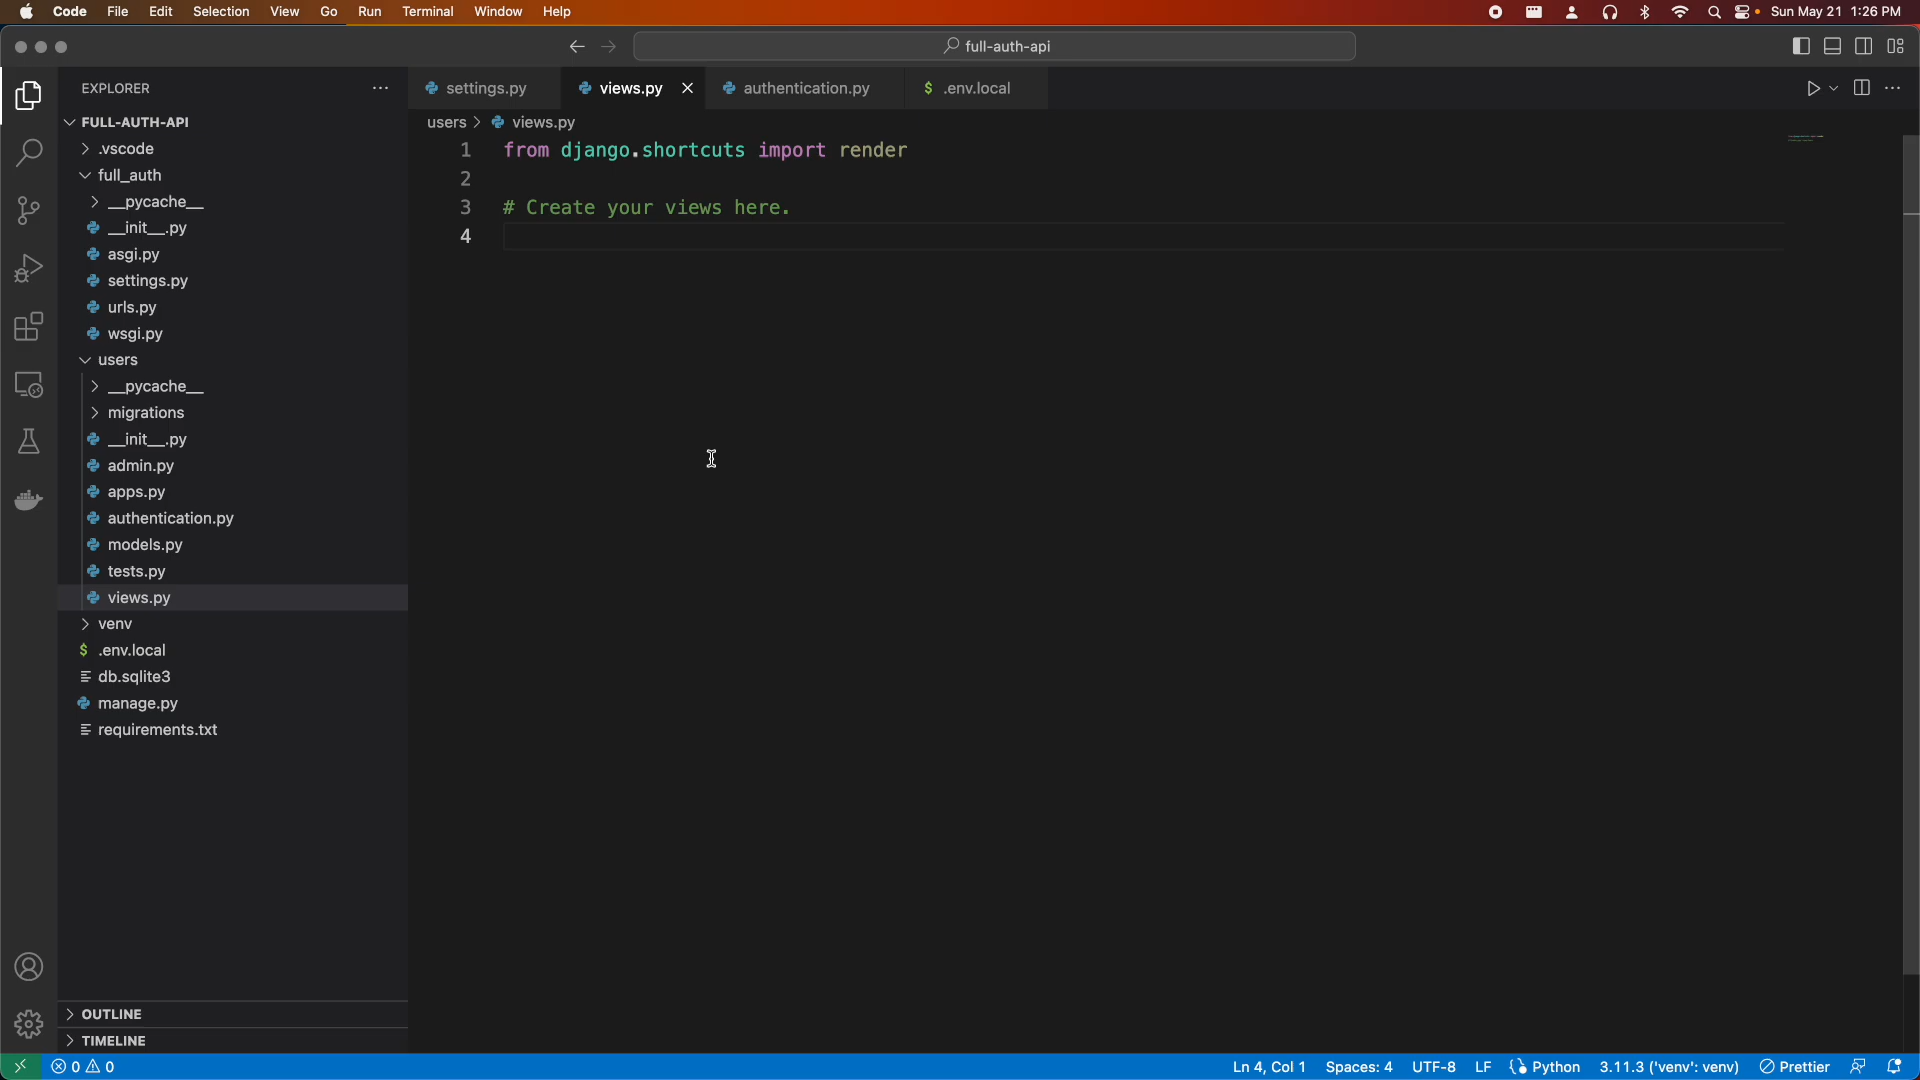 Code File Edit Selection View Go Run Terminal Window Help Sun May 21 1:26 PM
full-auth-api
EXPLORER
FULL-AUTH-API
.vscode
full_auth
__pycache__
__init__.py
asgi.py
settings.py
urls.py
wsgi.py
users
__pycache__
migrations
__init__.py
admin.py
apps.py
authentication.py
models.py
tests.py
views.py
venv
$ .env.local
db.sqlite3
manage.py
requirements.txt
OUTLINE
TIMELINE
settings.py views.py authentication.py $ .env.local
users > views.py
1 from django.shortcuts import render
2
3 # Create your views here.
4
0 0 Ln 4, Col 1 Spaces: 4 UTF-8 LF Python 3.11.3 ('venv': venv) Prettier